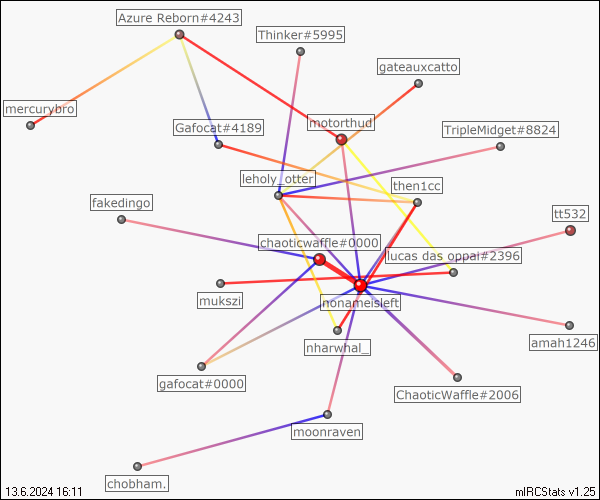 Azure Reborn#4243
Thinker#5995
gateauxcatto
mercurybro
Gafocat#4189
motorthud
TripleMidget#8824
leholy_otter
then1cc
fakedingo
tt532
chaoticwaffle#0000
lucas das oppai#2396
mukszi
nonameisleft
nharwhal_
amah1246
gafocat#0000
ChaoticWaffle#2006
moonraven
chobham.
13.6.2024 16:11
mIRCStats v1.25